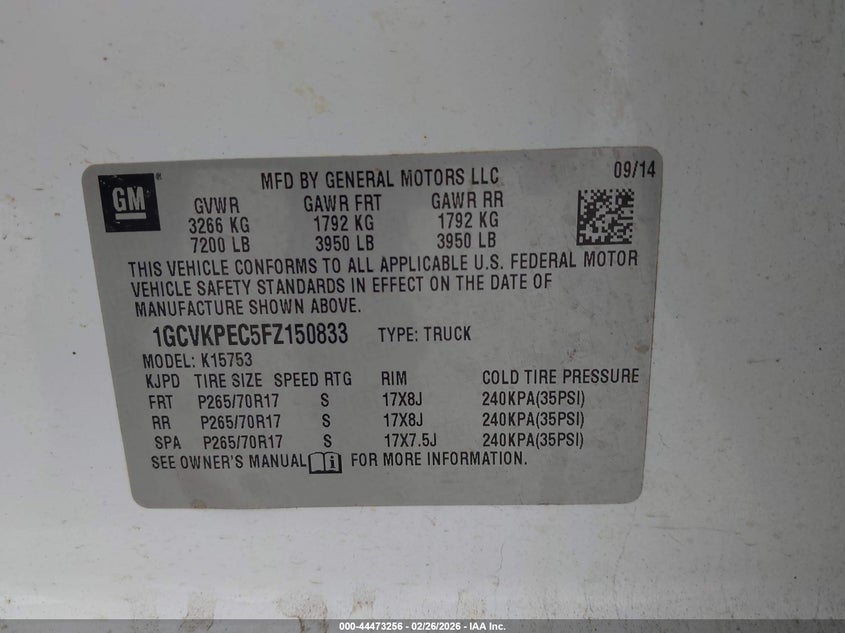 GM
MFD BY GENERAL MOTORS LLC
09/14
GVWR GAWR FRT GAWR RR
3266 KG 1792 KG 1792 KG
7200 LB 3950 LB 3950 LB
THIS VEHICLE CONFORMS TO ALL APPLICABLE U.S. FEDERAL MOTOR
VEHICLE SAFETY STANDARDS IN EFFECT ON THE DATE OF
MANUFACTURE SHOWN ABOVE.
1GCVKPEC5FZ150833 TYPE: TRUCK
MODEL: K15753
KJPD TIRE SIZE SPEED RTG RIM COLD TIRE PRESSURE
FRT P265/70R17 S 17X8J 240KPA(35PSI)
RR P265/70R17 S 17X8J 240KPA(35PSI)
SPA P265/70R17 S 17X7.5J 240KPA(35PSI)
SEE OWNER'S MANUAL i FOR MORE INFORMATION.
000-44473256 - 02/26/2026 - IAA Inc.